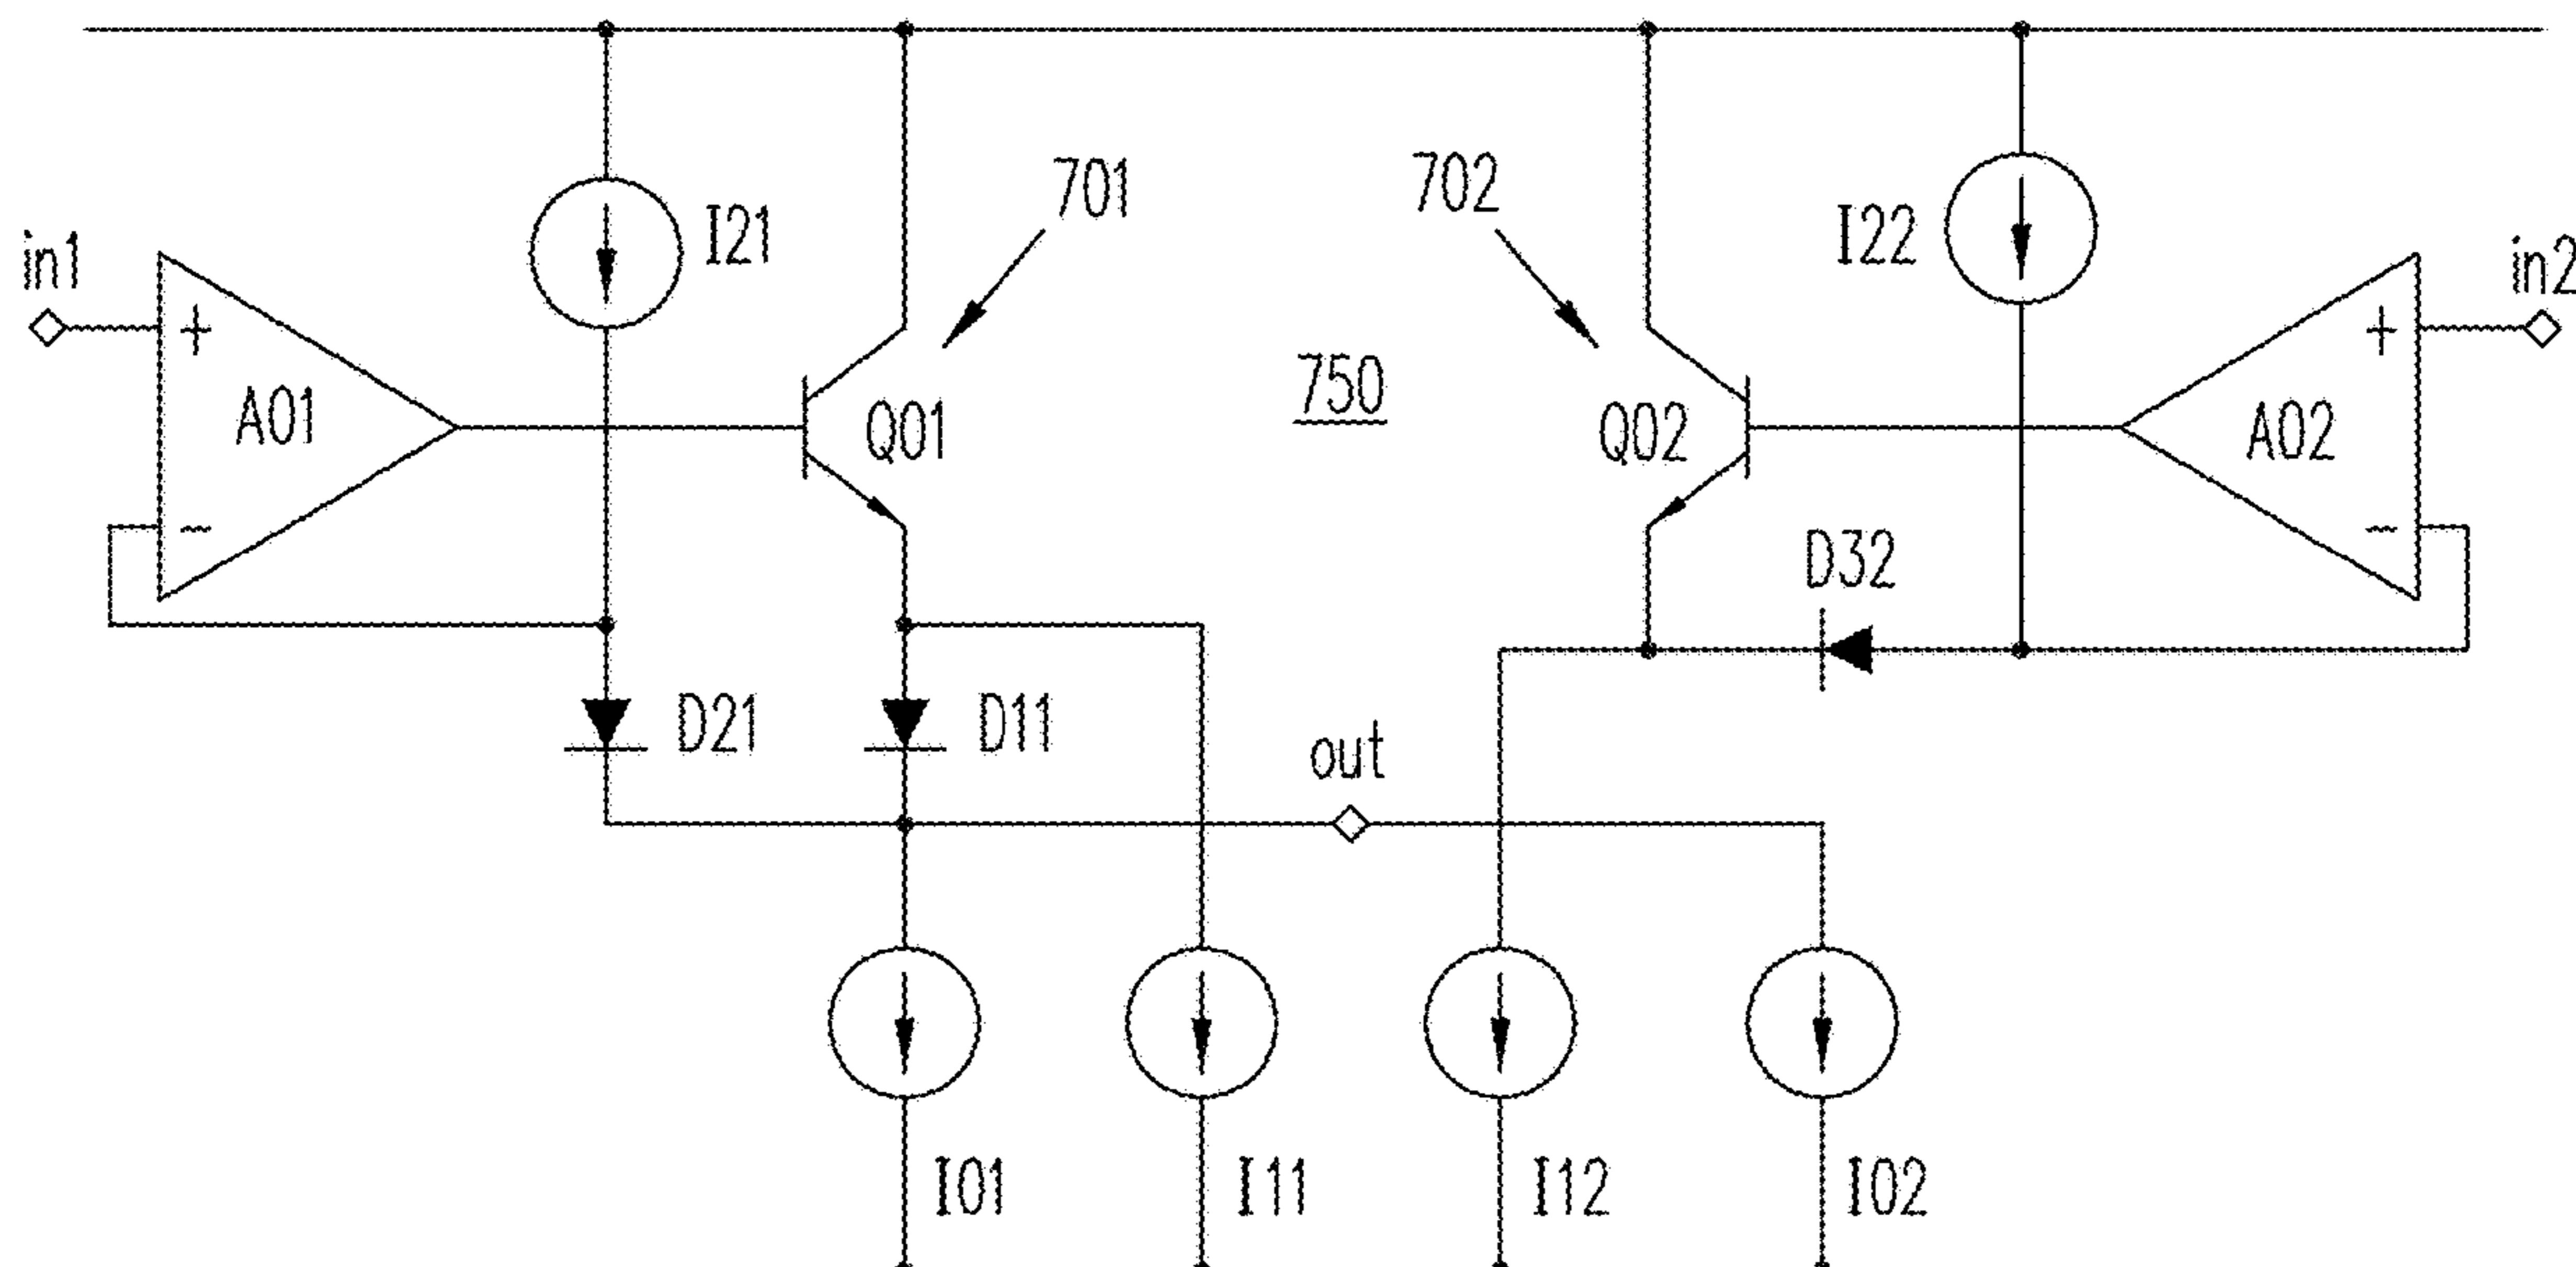 701
702
I21
I22
in1
in2
+
+
750
A01
Q01
Q02
A02
−
−
D32
D21
D11
out
I01
I11
I12
I02